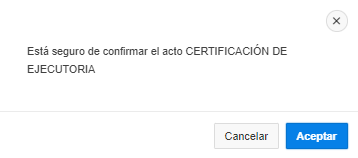 Está seguro de confirmar el acto CERTIFICACIÓN DE
EJECUTORIA
Cancelar
Aceptar